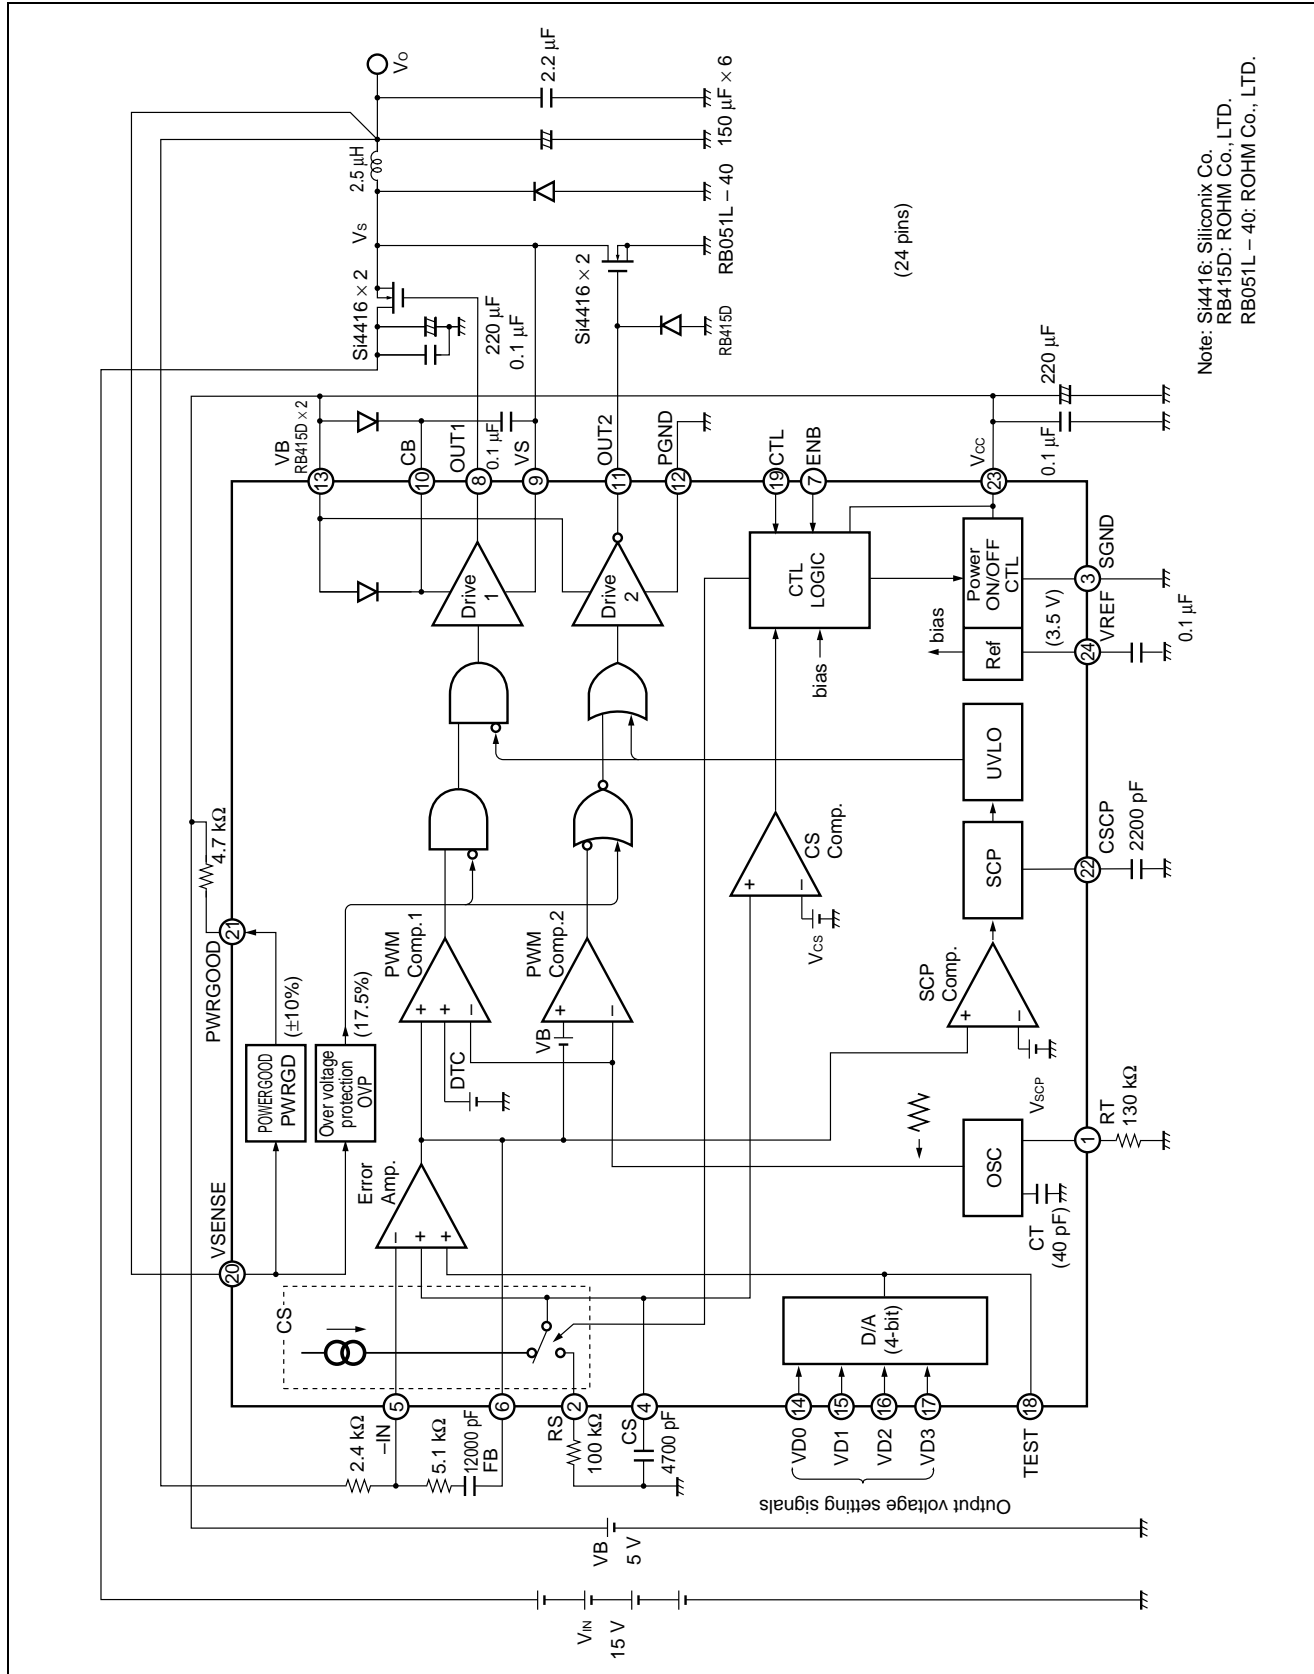 VIN
15 V
VB
5 V
2.4 kΩ
–IN
5.1 kΩ
12000 pF
FB
RS
100 kΩ
CS
4700 pF
Output voltage setting signals
VD0
VD1
VD2
VD3
TEST
5
6
2
4
14
15
16
17
18
CS
D/A
(4-bit)
VSENSE
20
Error
Amp.
–
+
+
CT
(40 pF)
OSC
RT
1
130 kΩ
POWERGOOD
PWRGD
(±10%)
Over voltage
protection
OVP
(17.5%)
PWRGOOD
21
4.7 kΩ
DTC
VB
PWM
Comp.1
+
+
–
PWM
Comp.2
+
–
VSCP
SCP
Comp.
+
–
VCS
CS
Comp.
+
–
SCP
CSCP
22
2200 pF
UVLO
bias
bias
Ref
(3.5 V)
Power
ON/OFF
CTL
CTL
LOGIC
VREF
24
0.1 µF
SGND
3
Drive
1
Drive
2
VB
13
RB415D × 2
CB
10
OUT1
8
0.1 µF
VS
9
OUT2
11
PGND
12
CTL
19
ENB
7
VCC
23
0.1 µF
220 µF
Si4416 × 2
220 µF
0.1 µF
VS
2.5 µH
Si4416 × 2
RB415D
RB051L – 40
150 µF × 6
2.2 µF
VO
(24 pins)
Note: Si4416: Siliconix Co.
RB415D: ROHM Co., LTD.
RB051L – 40: ROHM Co., LTD.